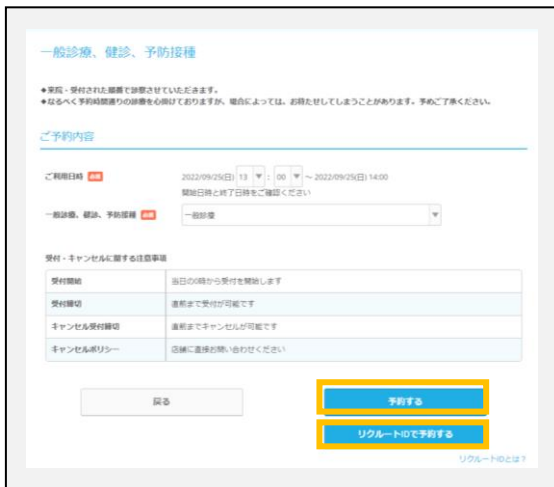 一般診療、健診、予防接種
◆来院・受付された順番で診察させていただきます。
◆なるべく予約時間通りの診療を心掛けておりますが、場合によっては、お待たせしてしまうことがあります。予めご了承ください。
ご予約内容
ご利用日時 必須 2022/09/25(日) 13 ▼ : 00 ▼ ～ 2022/09/25(日) 14:00
開始日時と終了日時をご確認ください
一般診療、健診、予防接種 必須 一般診療 ▼
受付・キャンセルに関する注意事項
受付開始 当日の0時から受付を開始します
受付締切 直前まで受付が可能です
キャンセル受付締切 直前までキャンセルが可能です
キャンセルポリシー 店舗に直接お問い合わせください
戻る 予約する
リクルートIDで予約する
リクルートIDとは？